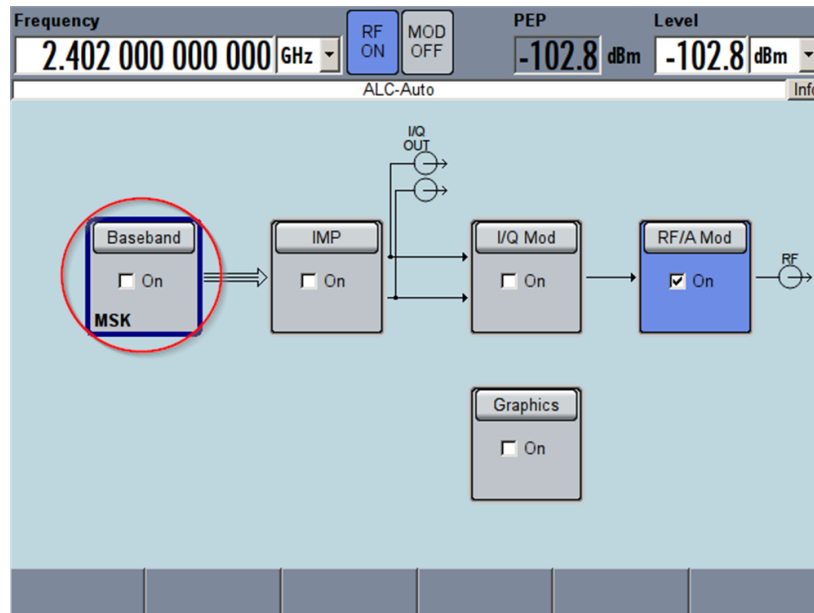 Frequency
RF ON
MOD OFF
PEP
Level
2.402 000 000 000 GHz
-102.8 dBm
-102.8 dBm
ALC-Auto
Info
I/Q
OUT
Baseband
IMP
I/Q Mod
RF/A Mod
RF
On
On
On
On
MSK
Graphics
On